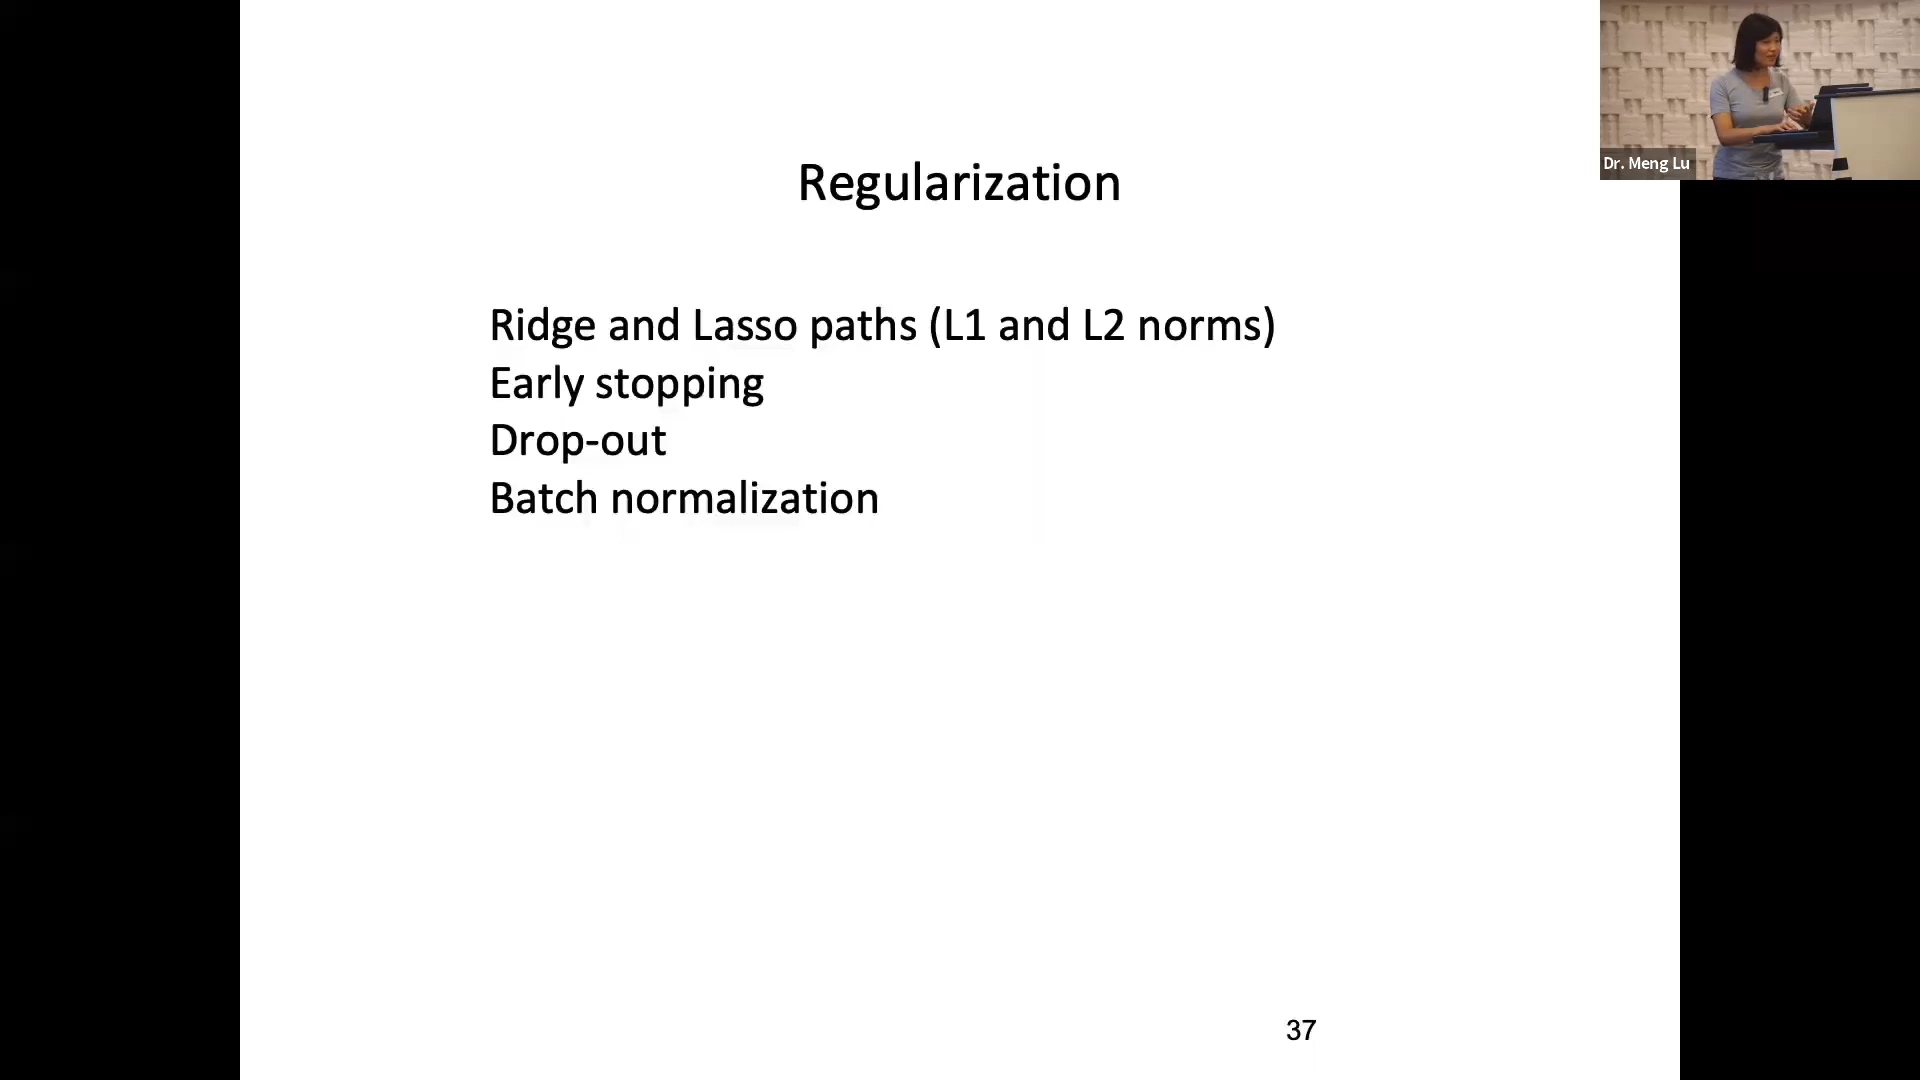 Dr. Meng Lu
Regularization
Ridge and Lasso paths (L1 and L2 norms)
Early stopping
Drop-out
Batch normalization
37